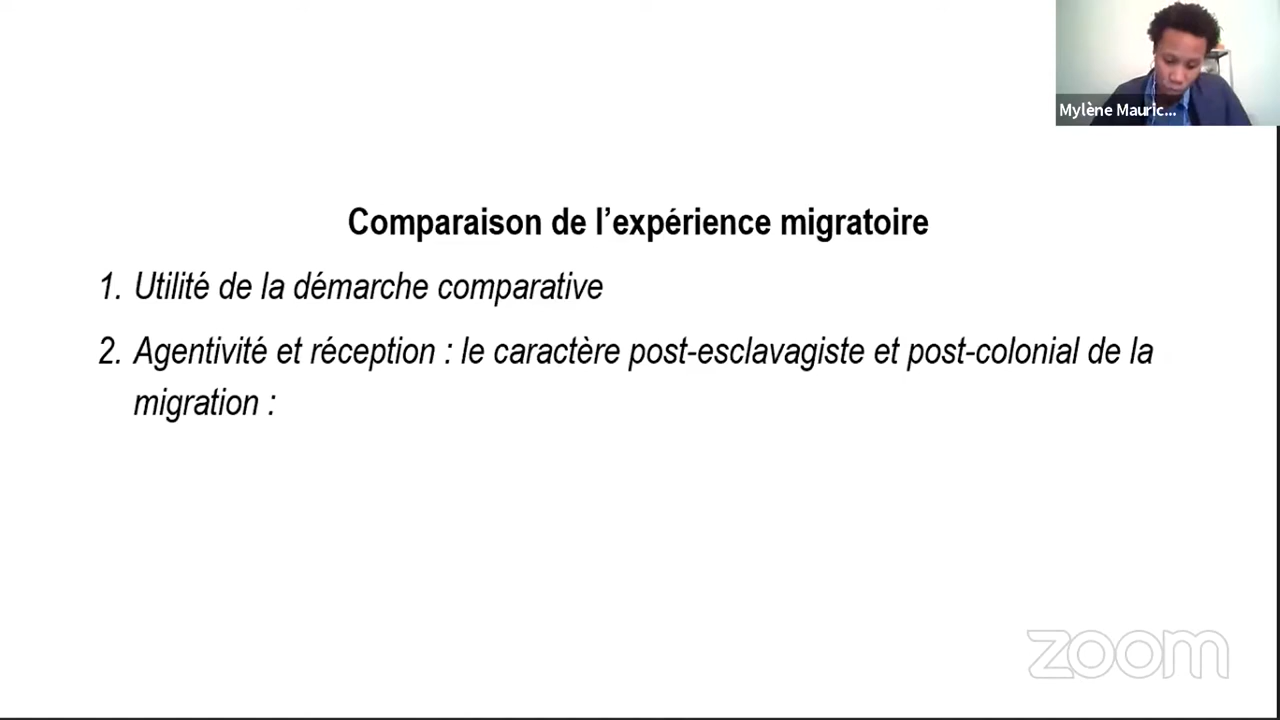 Mylène Mauric...
Comparaison de l’expérience migratoire
1. Utilité de la démarche comparative
2. Agentivité et réception : le caractère post-esclavagiste et post-colonial de la
migration :
zoom